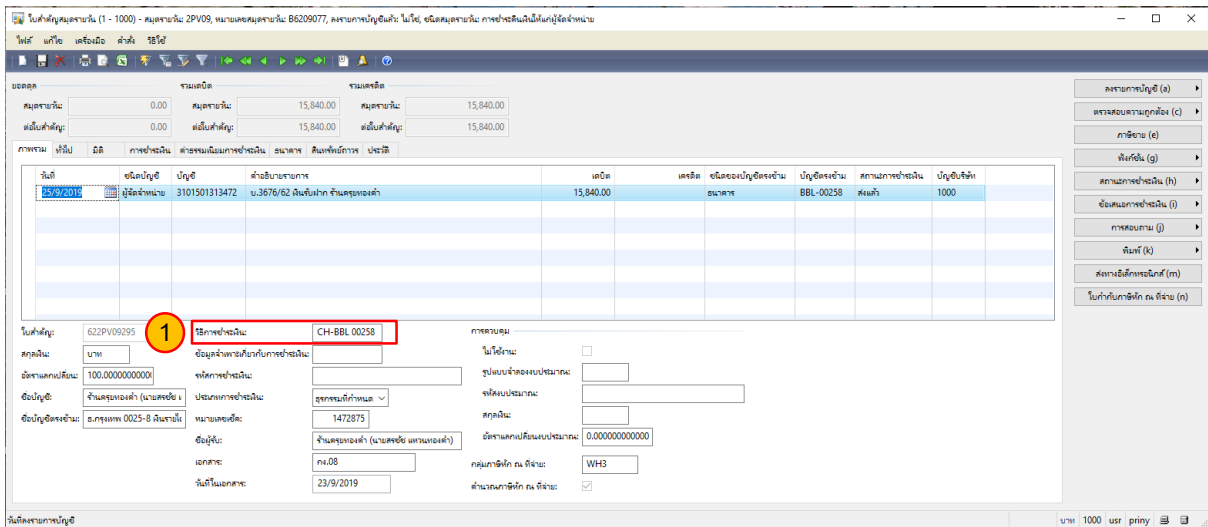 ใบสำคัญสมุดรายวัน (1 - 1000) - สมุดรายวัน: 2PV09, หมายเลขสมุดรายวัน: B6209077, ลงรายการบัญชีแล้ว: ไม่ใช่, ชนิดสมุดรายวัน: การชำระคืนเงินให้แก่ผู้จัดจำหน่าย
ไฟล์ แก้ไข เครื่องมือ คำสั่ง วิธีใช้
ยอดดุล รวมเดบิต รวมเครดิต
สมุดรายวัน: 0.00 สมุดรายวัน: 15,840.00 สมุดรายวัน: 15,840.00
ต่อใบสำคัญ: 0.00 ต่อใบสำคัญ: 15,840.00 ต่อใบสำคัญ: 15,840.00
ภาพรวม ทั่วไป มิติ การชำระเงิน ค่าธรรมเนียมการชำระเงิน ธนาคาร สินทรัพย์ถาวร ประวัติ
วันที่ ชนิดบัญชี บัญชี คำอธิบายรายการ เดบิต เครดิต ชนิดของบัญชีตรงข้าม บัญชีตรงข้าม สถานะการชำระเงิน บัญชีบริษัท
25/9/2019 ผู้จัดจำหน่าย 3101501313472 บ.3676/62 เงินรับฝาก ร้านครุยทองคำ 15,840.00 ธนาคาร BBL-00258 ส่งแล้ว 1000
ลงรายการบัญชี (a)
ตรวจสอบความถูกต้อง (c)
ภาษีขาย (e)
ฟังก์ชัน (g)
สถานะการชำระเงิน (h)
ข้อเสนอการชำระเงิน (i)
การสอบถาม (j)
พิมพ์ (k)
ส่งทางอิเล็กทรอนิกส์ (m)
ใบกำกับภาษีหัก ณ ที่จ่าย (n)
1
ใบสำคัญ: 622PV09295 วิธีการชำระเงิน: CH-BBL 00258 การควบคุม
สกุลเงิน: บาท ข้อมูลจำเพาะเกี่ยวกับการชำระเงิน: ไม่ใช้งาน:
อัตราแลกเปลี่ยน: 100.0000000000 รหัสการชำระเงิน: รูปแบบจำลองงบประมาณ:
ชื่อบัญชี: ร้านครุยทองคำ (นายสรชัช แ ประเภทการชำระเงิน: ธุรกรรมที่กำหนด รหัสงบประมาณ:
ชื่อบัญชีตรงข้าม: ธ.กรุงเทพ 0025-8 เงินรายได้ หมายเลขเช็ค: 1472875 สกุลเงิน:
ชื่อผู้รับ: ร้านครุยทองคำ (นายสรชัช แหวนทองคำ) อัตราแลกเปลี่ยนงบประมาณ: 0.000000000000
เอกสาร: กง.08 กลุ่มภาษีหัก ณ ที่จ่าย: WH3
วันที่ในเอกสาร: 23/9/2019 คำนวณภาษีหัก ณ ที่จ่าย:
วันที่ลงรายการบัญชี บาท 1000 usr priny